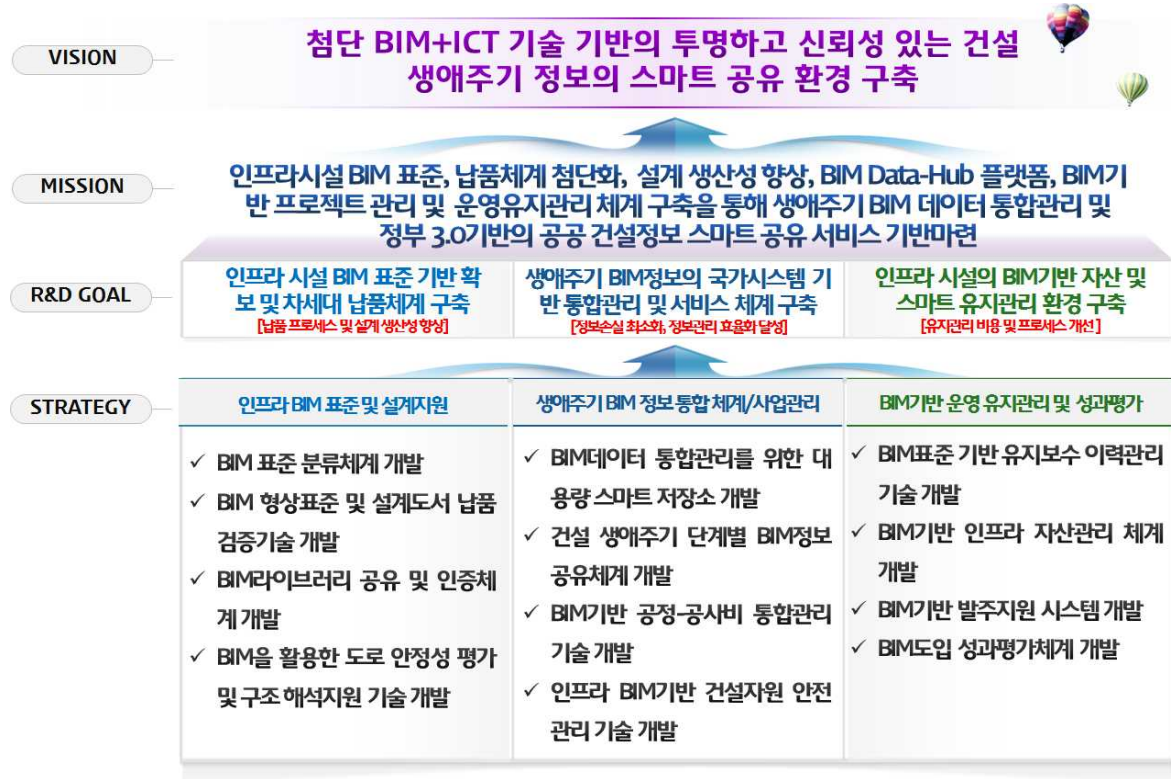 VISION
첨단 BIM+ICT 기술 기반의 투명하고 신뢰성 있는 건설
생애주기 정보의 스마트 공유 환경 구축
MISSION
인프라시설 BIM 표준, 납품체계 첨단화, 설계 생산성 향상, BIM Data-Hub 플랫폼, BIM기
반 프로젝트 관리 및 운영유지관리 체계 구축을 통해 생애주기 BIM 데이터 통합관리 및
정부 3.0기반의 공공 건설정보 스마트 공유 서비스 기반마련
R&D GOAL
인프라 시설 BIM 표준 기반 확
보 및 차세대 납품체계 구축
[납품 프로세스 및 설계 생산성 향상]
생애주기 BIM정보의 국가시스템 기
반 통합관리 및 서비스 체계 구축
[정보손실 최소화, 정보관리 효율화 달성]
인프라 시설의 BIM기반 자산 및
스마트 유지관리 환경 구축
[유지관리 비용 및 프로세스 개선]
STRATEGY
인프라 BIM 표준 및 설계지원
✓ BIM 표준 분류체계 개발
✓ BIM 형상표준 및 설계도서 납품
검증기술 개발
✓ BIM라이브러리 공유 및 인증체
계 개발
✓ BIM을 활용한 도로 안정성 평가
및 구조 해석지원 기술 개발
생애주기 BIM 정보 통합 체계/사업관리
✓ BIM데이터 통합관리를 위한 대
용량 스마트 저장소 개발
✓ 건설 생애주기 단계별 BIM정보
공유체계 개발
✓ BIM기반 공정-공사비 통합관리
기술 개발
✓ 인프라 BIM기반 건설자원 안전
관리 기술 개발
BIM기반 운영 유지관리 및 성과평가
✓ BIM표준 기반 유지보수 이력관리
기술 개발
✓ BIM기반 인프라 자산관리 체계
개발
✓ BIM기반 발주지원 시스템 개발
✓ BIM도입 성과평가체계 개발